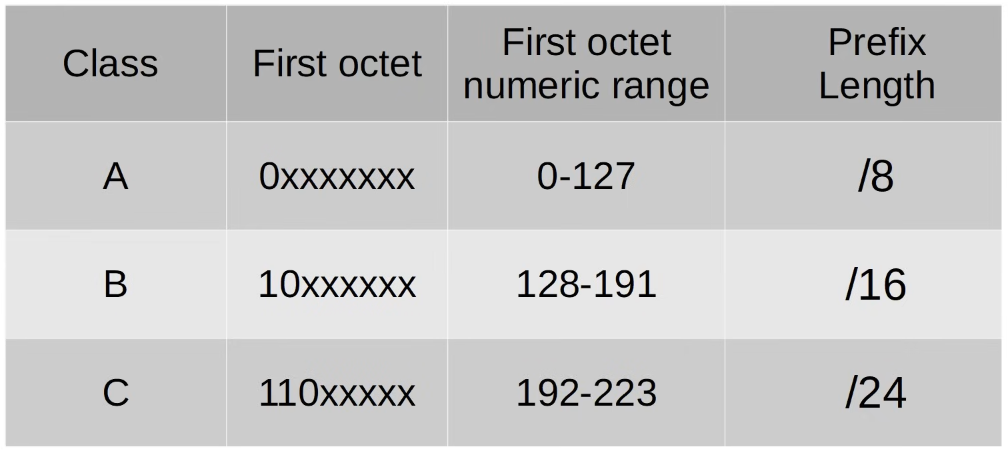 Class First octet First octet numeric range Prefix Length
A 0xxxxxxx 0-127 /8
B 10xxxxxx 128-191 /16
C 110xxxxx 192-223 /24